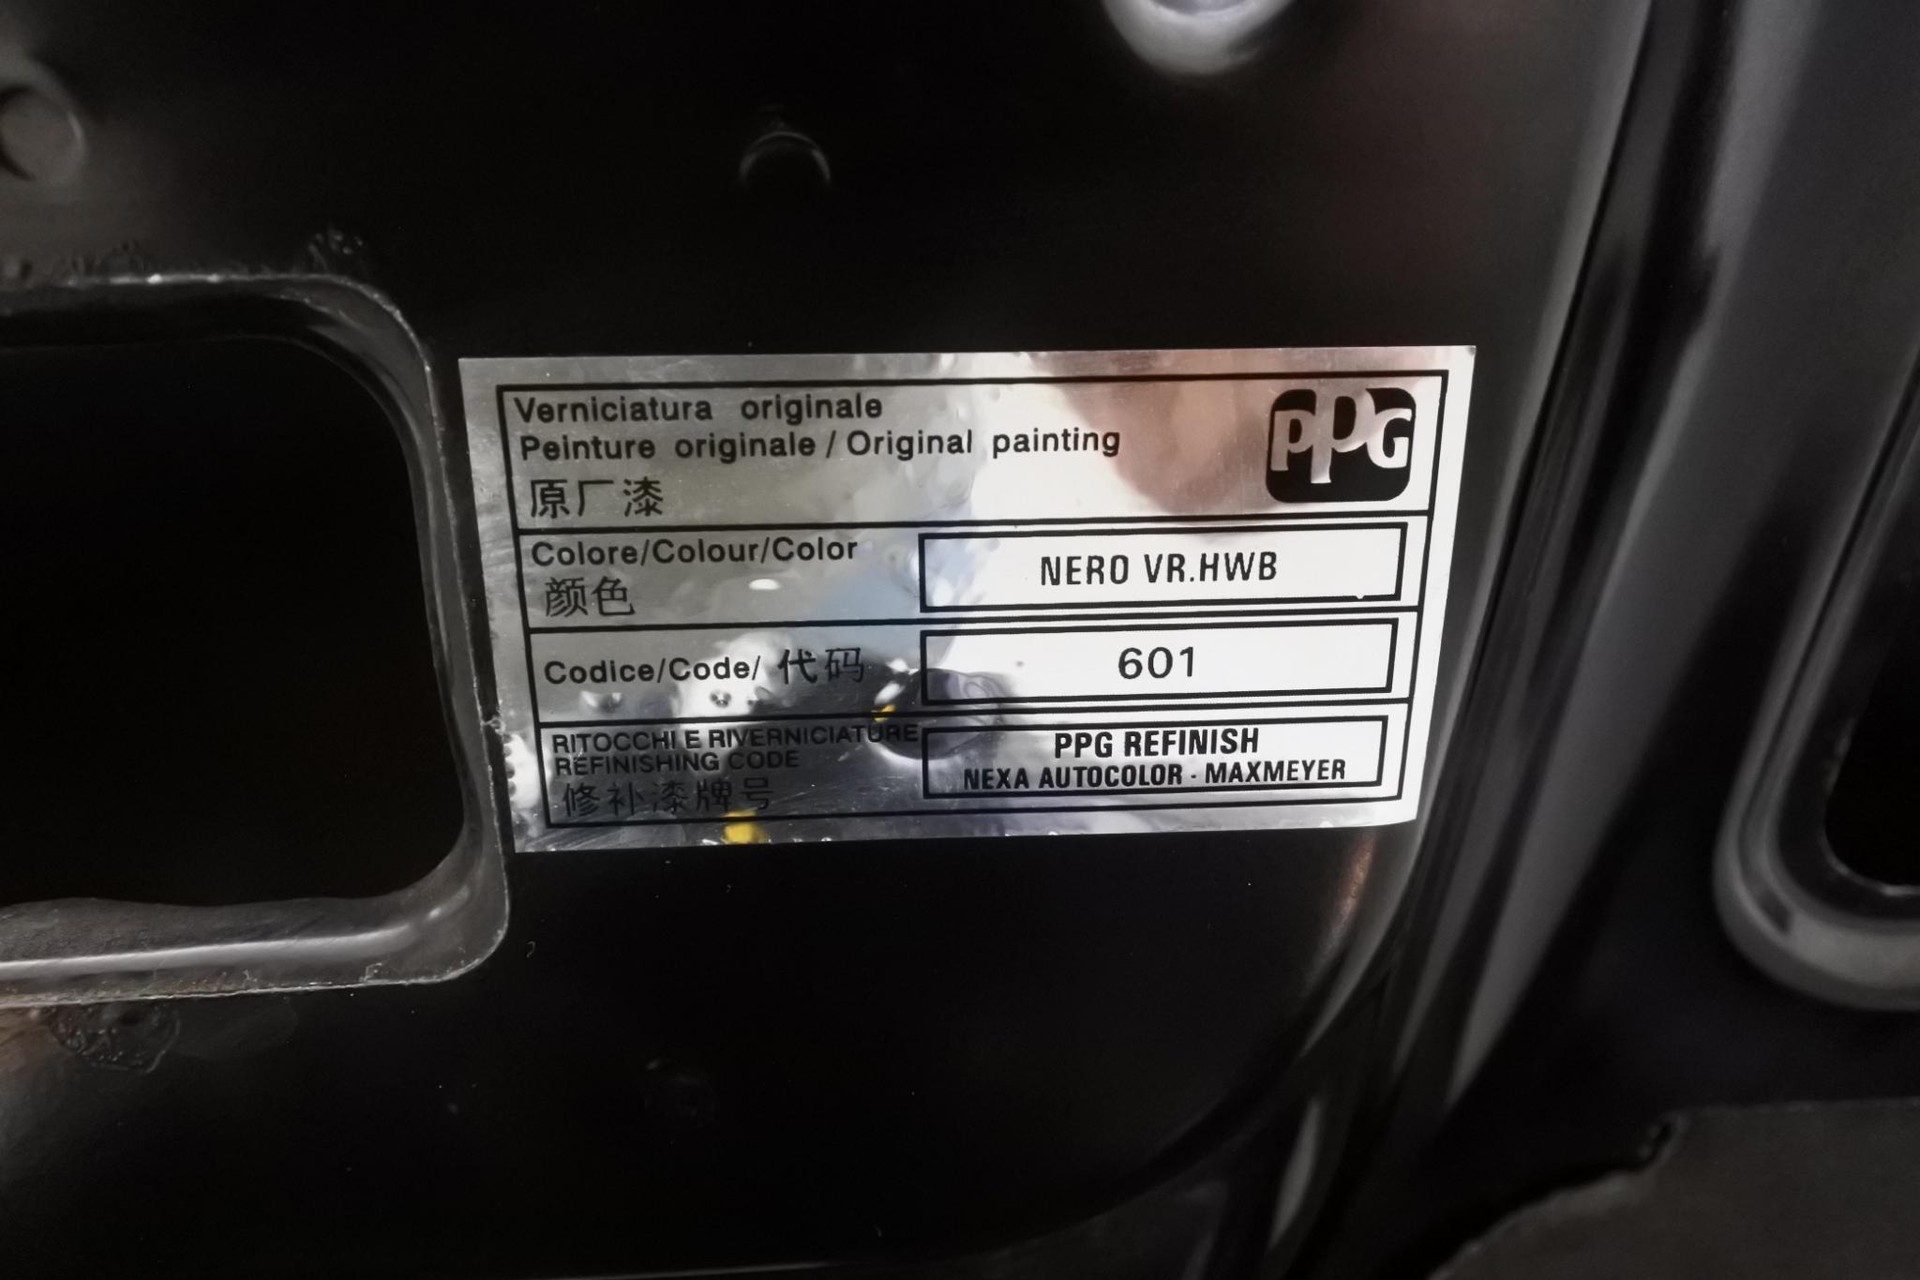 Verniciatura originale
Peinture originale / Original painting
原厂漆
PPG
Colore/Colour/Color
颜色
NERO VR.HWB
Codice/Code/ 代码
601
RITOCCHI E RIVERNICIATURE
REFINISHING CODE
修补漆牌号
PPG REFINISH
NEXA AUTOCOLOR - MAXMEYER